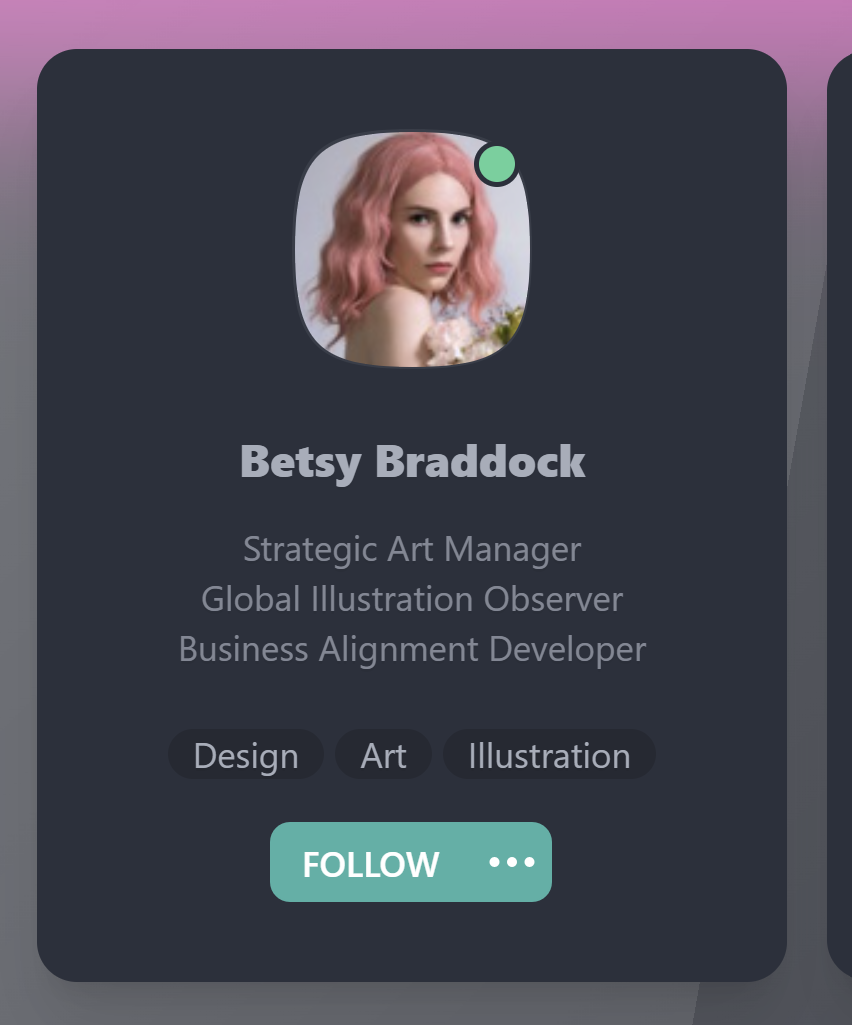 Betsy Braddock
Strategic Art Manager
Global Illustration Observer
Business Alignment Developer
Design Art Illustration
FOLLOW •••